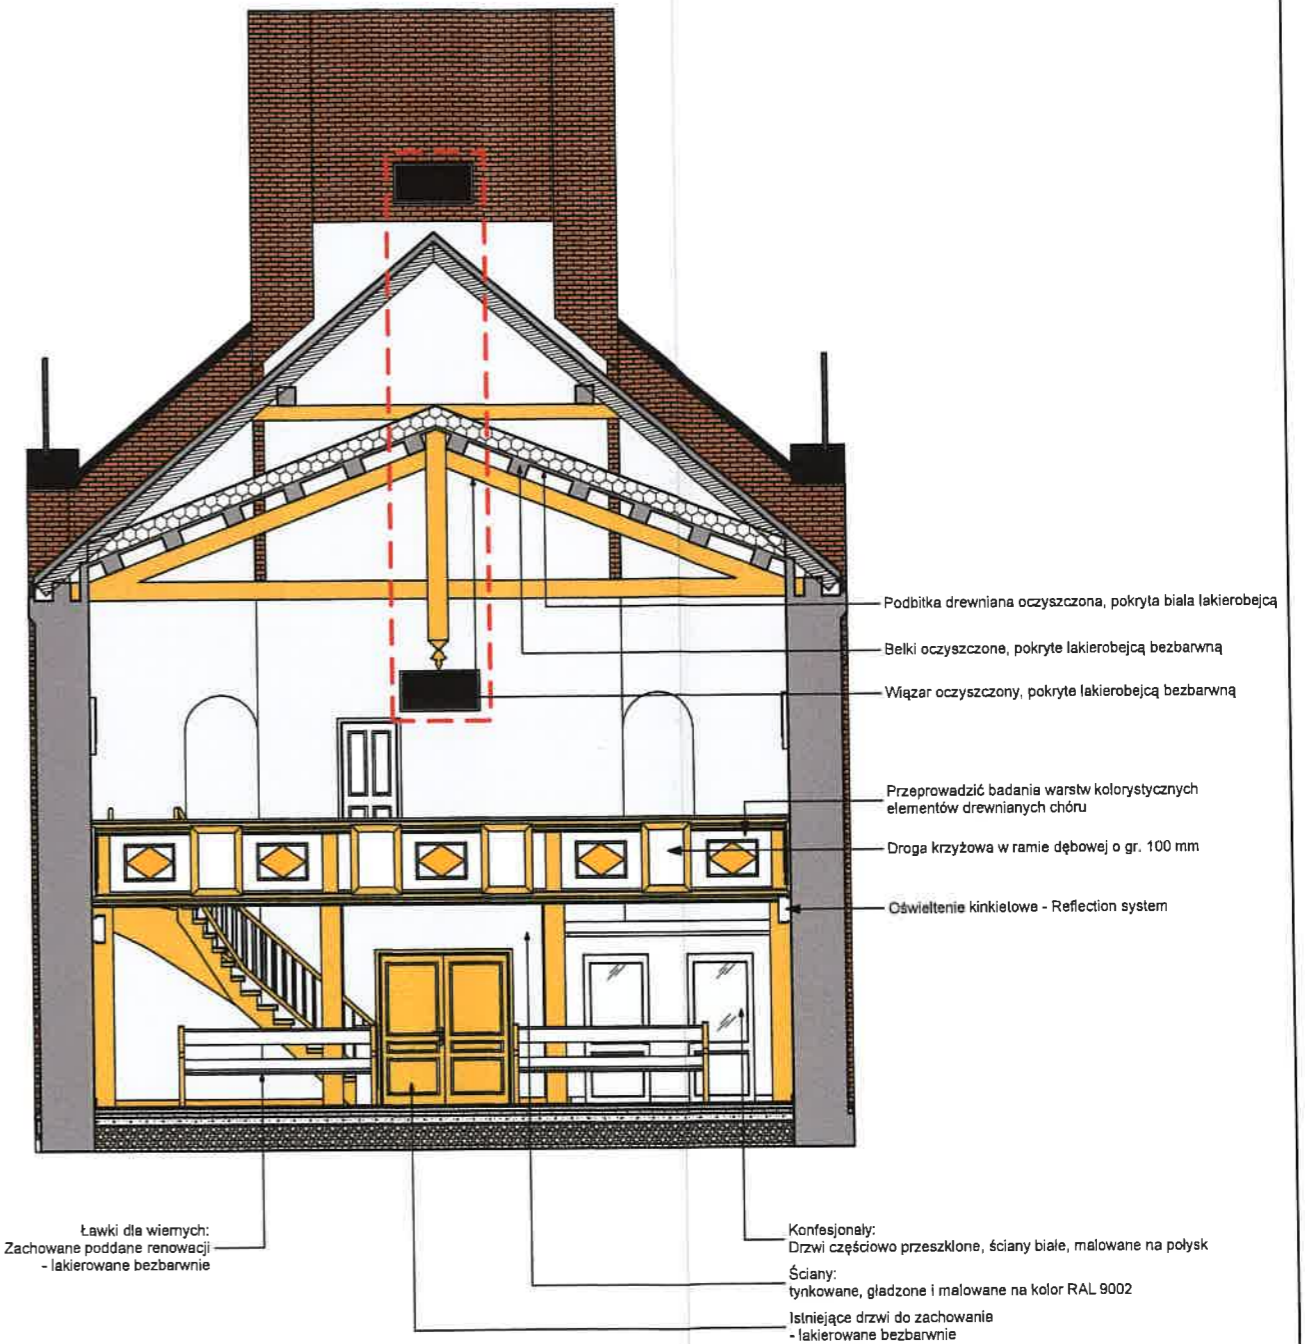 Podbitka drewniana oczyszczona, pokryta biala lakierobejcą
Belki oczyszczone, pokryte lakierobejcą bezbarwną
Wiązar oczyszczony, pokryte lakierobejcą bezbarwną
Przeprowadzić badania warstw kolorystycznych
elementów drewnianych chóru
Droga krzyżowa w ramie dębowej o gr. 100 mm
Oświeltenie kinkietowe - Reflection system
Ławki dla wiernych:
Zachowane poddane renowacji
- lakierowane bezbarwnie
Konfesjonały:
Drzwi częściowo przeszklone, ściany białe, malowane na połysk
Ściany:
tynkowane, gładzone i malowane na kolor RAL 9002
Istniejące drzwi do zachowania
- lakierowane bezbarwnie